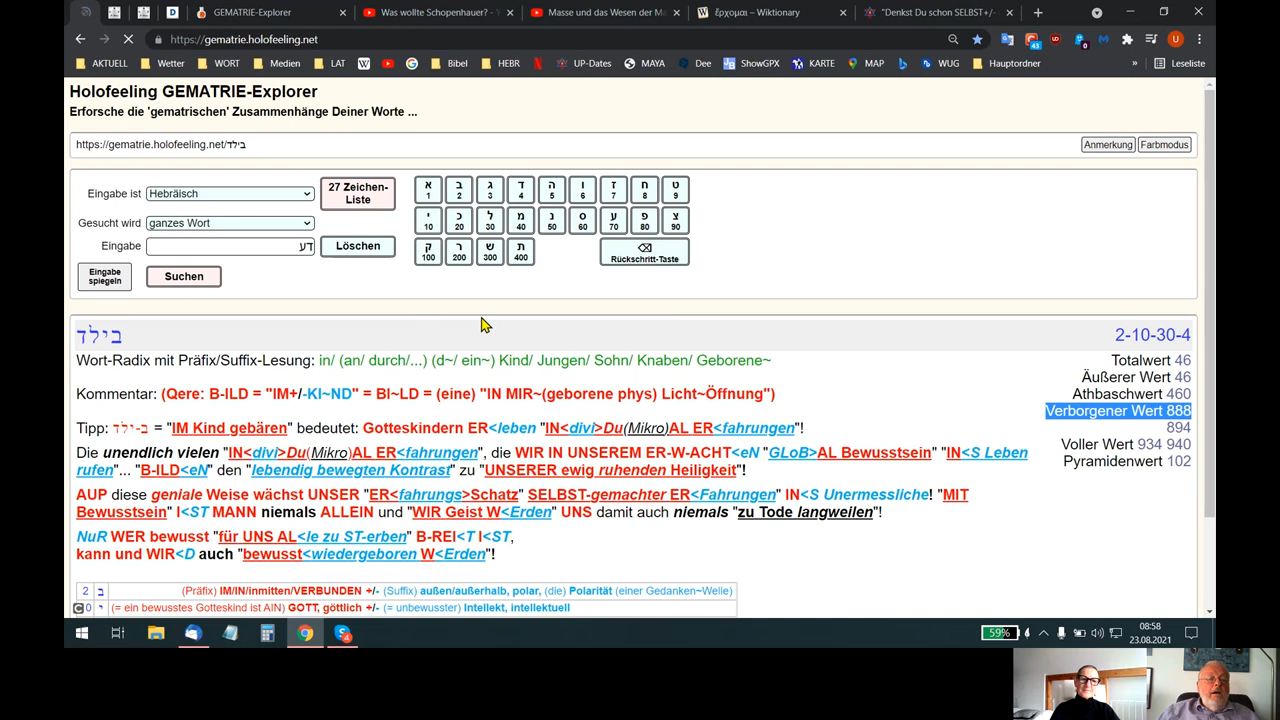 GEMATRIE-Explorer
Was wollte Schopenhauer? -
Masse und das Wesen der Ma
ἔρχομαι – Wiktionary
"Denkst Du schon SELBST+/-
https://gematrie.holofeeling.net
AKTUELL Wetter WORT Medien LAT Bibel HEBR UP-Dates MAYA Dee ShowGPX KARTE MAP WUG Hauptordner » Leseliste
Holofeeling GEMATRIE-Explorer
Erforsche die 'gematrischen' Zusammenhänge Deiner Worte ...
https://gematrie.holofeeling.net/בילד Anmerkung Farbmodus
Eingabe ist Hebräisch 27 Zeichen-Liste
Gesucht wird ganzes Wort
Eingabe דע Löschen
Eingabe spiegeln Suchen
א ב ג ד ה ו ז ח ט
1 2 3 4 5 6 7 8 9
י כ ל מ נ ס ע פ צ
10 20 30 40 50 60 70 80 90
ק ר ש ת ⌫
100 200 300 400 Rückschritt-Taste
בילד 2-10-30-4
Wort-Radix mit Präfix/Suffix-Lesung: in/ (an/ durch/...) (d~/ ein~) Kind/ Jungen/ Sohn/ Knaben/ Geborene~
Totalwert 46
Äußerer Wert 46
Athbaschwert 460
Verborgener Wert 888
894
Voller Wert 934 940
Pyramidenwert 102
Kommentar: (Qere: B-ILD = "IM+/-KI~ND" = BI~LD = (eine) "IN MIR~(geborene phys) Licht~Öffnung")
Tipp: ב-ילד = "IM Kind gebären" bedeutet: Gotteskindern ER<leben "IN<divi>Du(Mikro)AL ER<fahrungen"!
Die unendlich vielen "IN<divi>Du(Mikro)AL ER<fahrungen", die WIR IN UNSEREM ER-W-ACHT<eN "GLoB>AL Bewusstsein" "IN<S Leben
rufen"... "B-ILD<eN" den "lebendig bewegten Kontrast" zu "UNSERER ewig ruhenden Heiligkeit"!
AUP diese geniale Weise wächst UNSER "ER<fahrungs>Schatz" SELBST-gemachter ER<Fahrungen" IN<S Unermessliche! "MIT
Bewusstsein" I<ST MANN niemals ALLEIN und "WIR Geist W<Erden" UNS damit auch niemals "zu Tode langweilen"!
NuR WER bewusst "für UNS AL<le zu ST-erben" B-REI<T I<ST,
kann und WIR<D auch "bewusst<wiedergeboren W<Erden"!
2 ב (Präfix) IM/IN/inmitten/VERBUNDEN +/- (Suffix) außen/außerhalb, polar, (die) Polarität (einer Gedanken~Welle)
0 י (= ein bewusstes Gotteskind ist AIN) GOTT, göttlich +/- (= unbewusster) Intellekt, intellektuell
59%
08:58
23.08.2021